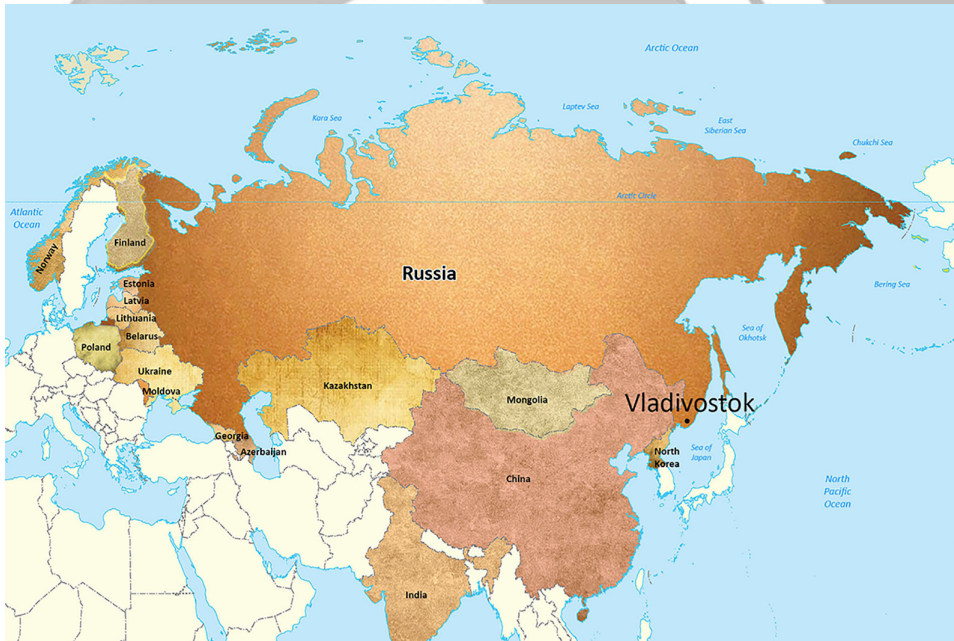 Arctic Ocean
Kara Sea
Laptev Sea
East
Siberian Sea
Chukchi Sea
Arctic Circle
Atlantic
Ocean
Norway
Finland
Russia
Bering Sea
Estonia
Latvia
Lithuania
Belarus
Poland
Sea of
Okhotsk
Ukraine
Moldova
Kazakhstan
Mongolia
Vladivostok
Georgia
Azerbaijan
North
Korea
Sea of
Japan
China
North
Pacific
Ocean
India